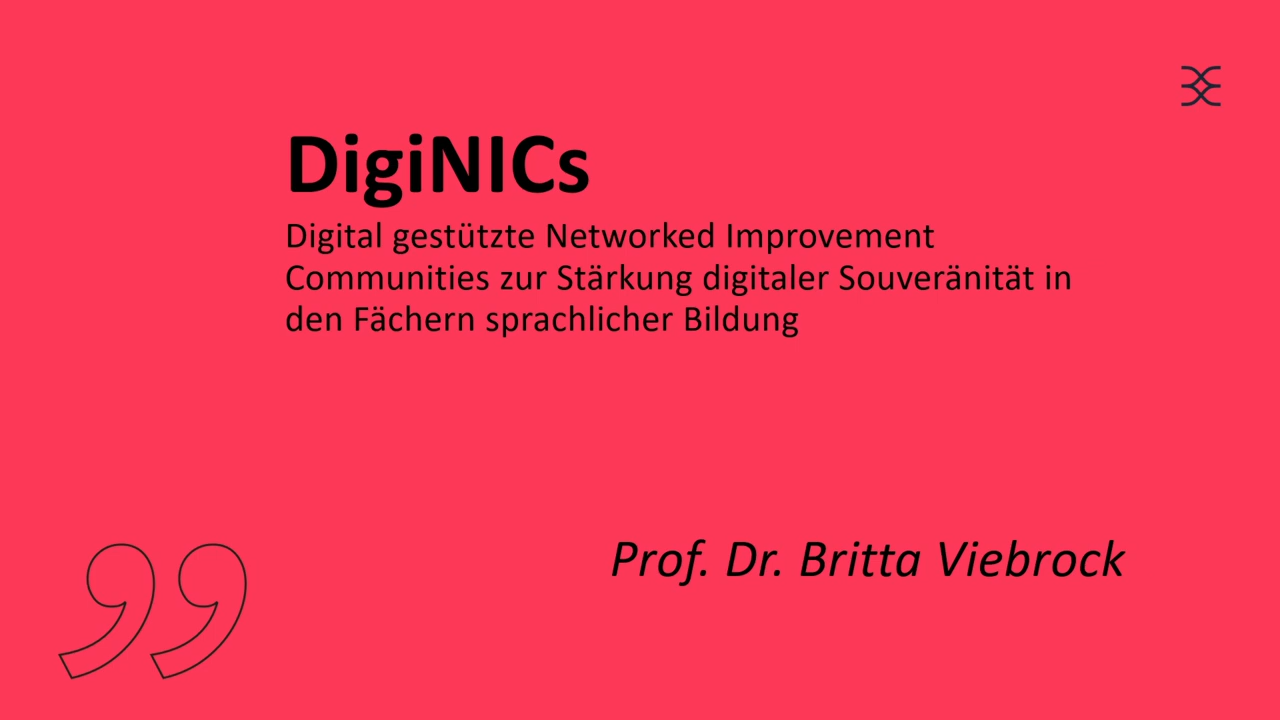 DigiNICs
Digital gestützte Networked Improvement
Communities zur Stärkung digitaler Souveränität in
den Fächern sprachlicher Bildung
Prof. Dr. Britta Viebrock